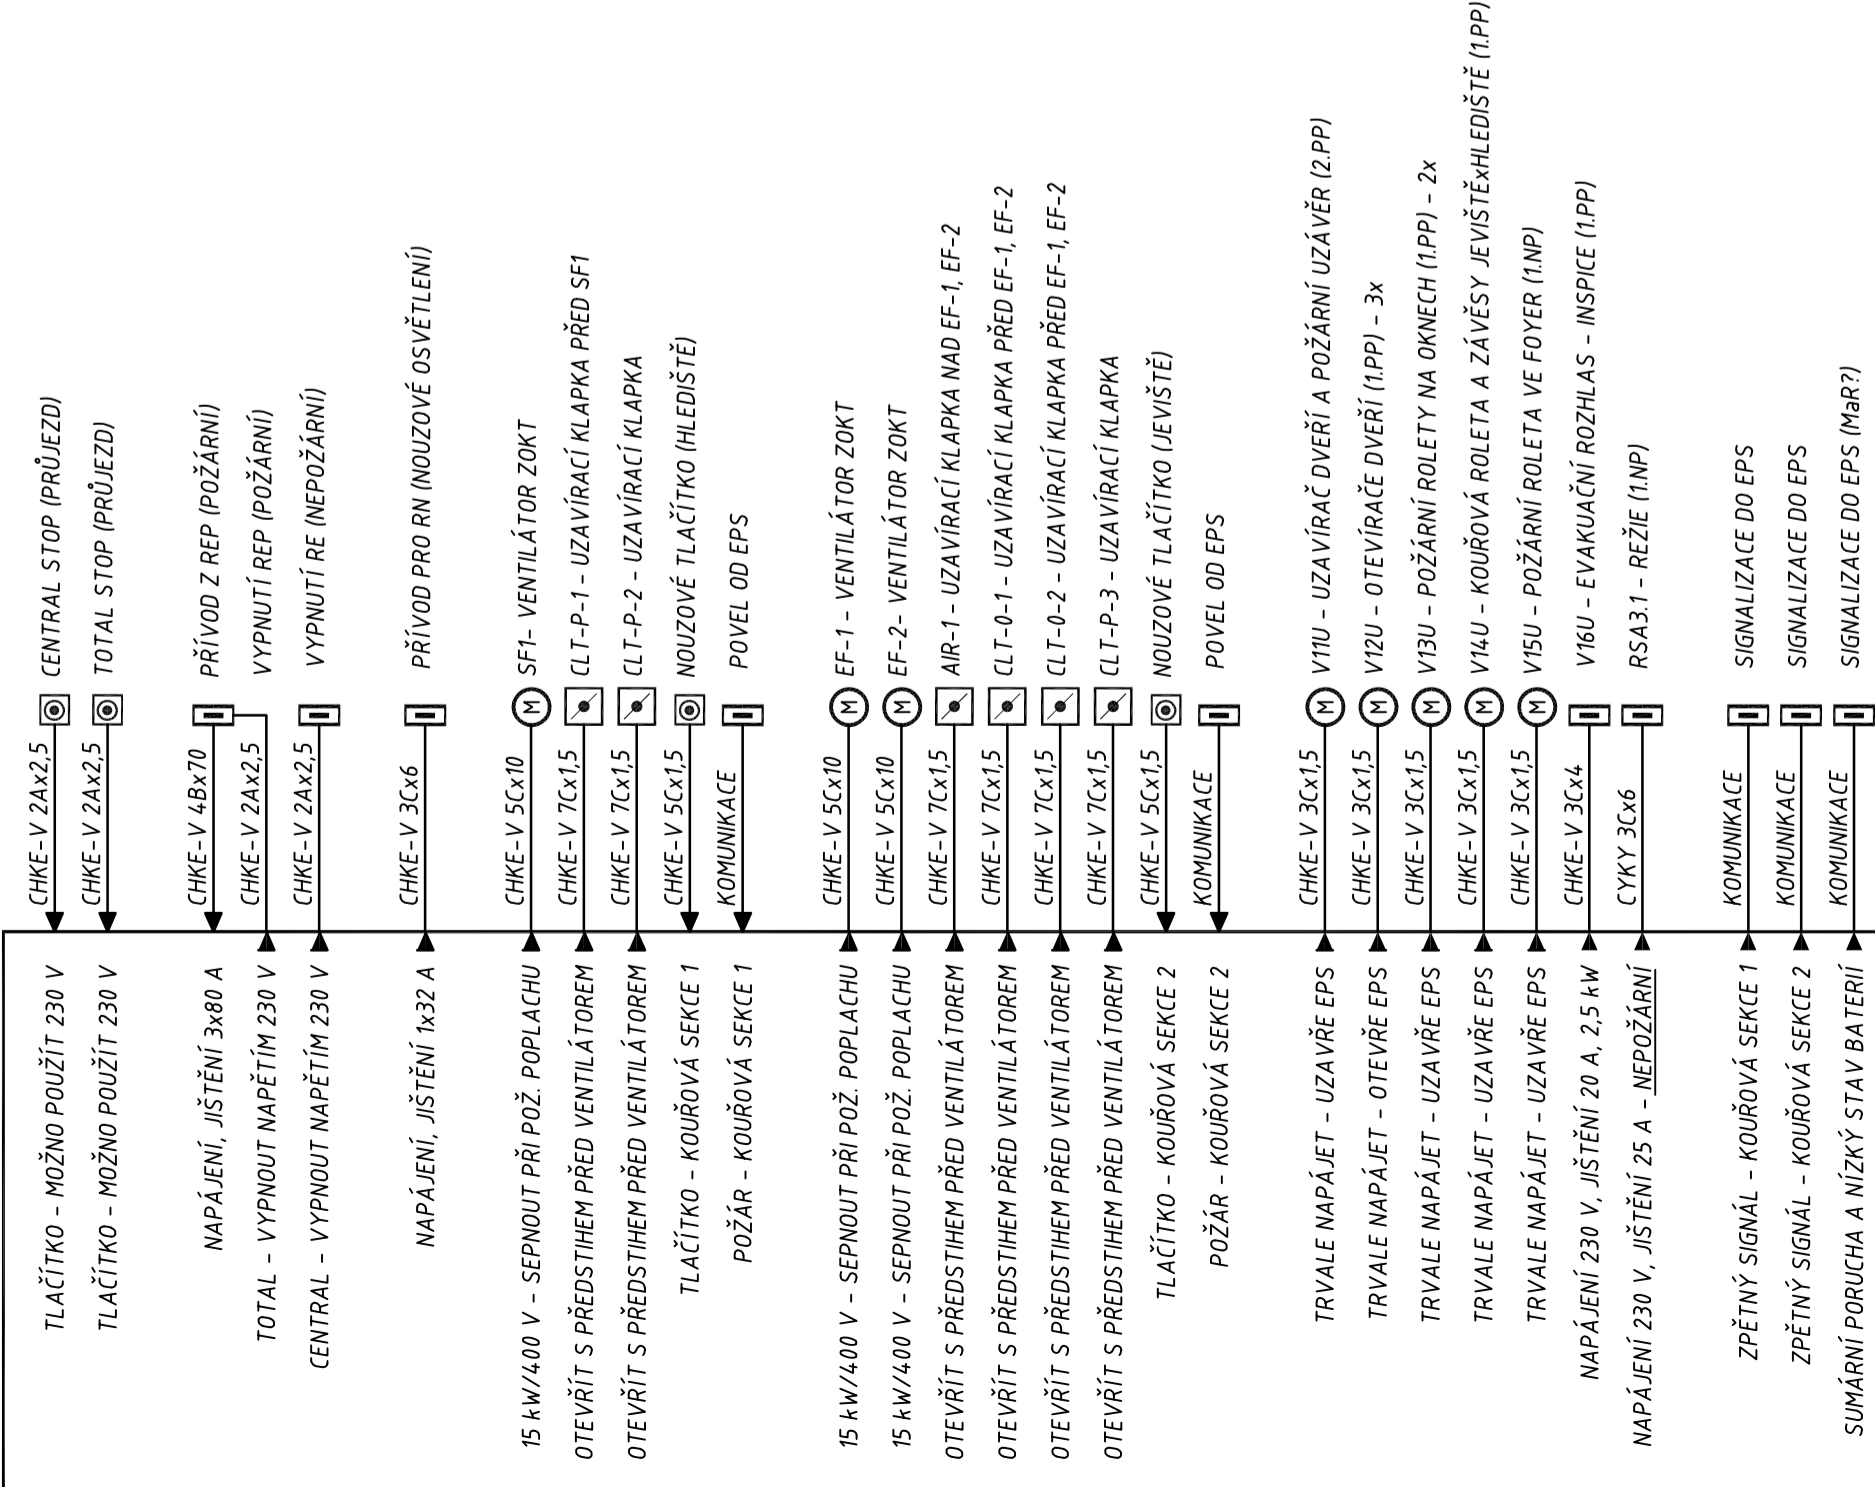 TLAČÍTKO - MOŽNO POUŽÍT 230 V CHKE-V 2Ax2,5 CENTRAL STOP (PRŮJEZD)
TLAČÍTKO - MOŽNO POUŽÍT 230 V CHKE-V 2Ax2,5 TOTAL STOP (PRŮJEZD)
NAPÁJENÍ, JIŠTĚNÍ 3x80 A CHKE-V 4Bx70 PŘÍVOD Z REP (POŽÁRNÍ)
TOTAL - VYPNOUT NAPĚTÍM 230 V CHKE-V 2Ax2,5 VYPNUTÍ REP (POŽÁRNÍ)
CENTRAL - VYPNOUT NAPĚTÍM 230 V CHKE-V 2Ax2,5 VYPNUTÍ RE (NEPOŽÁRNÍ)
NAPÁJENÍ, JIŠTĚNÍ 1x32 A CHKE-V 3Cx6 PŘÍVOD PRO RN (NOUZOVÉ OSVĚTLENÍ)
15 kW/400 V - SEPNOUT PŘI POŽ. POPLACHU CHKE-V 5Cx10 M SF1- VENTILÁTOR ZOKT
OTEVŘÍT S PŘEDSTIHEM PŘED VENTILÁTOREM CHKE-V 7Cx1,5 CLT-P-1 - UZAVÍRACÍ KLAPKA PŘED SF1
OTEVŘÍT S PŘEDSTIHEM PŘED VENTILÁTOREM CHKE-V 7Cx1,5 CLT-P-2 - UZAVÍRACÍ KLAPKA
TLAČÍTKO - KOUŘOVÁ SEKCE 1 CHKE-V 5Cx1,5 NOUZOVÉ TLAČÍTKO (HLEDIŠTĚ)
POŽÁR - KOUŘOVÁ SEKCE 1 KOMUNIKACE POVEL OD EPS
15 kW/400 V - SEPNOUT PŘI POŽ. POPLACHU CHKE-V 5Cx10 M EF-1 - VENTILÁTOR ZOKT
15 kW/400 V - SEPNOUT PŘI POŽ. POPLACHU CHKE-V 5Cx10 M EF-2- VENTILÁTOR ZOKT
OTEVŘÍT S PŘEDSTIHEM PŘED VENTILÁTOREM CHKE-V 7Cx1,5 AIR-1 - UZAVÍRACÍ KLAPKA NAD EF-1, EF-2
OTEVŘÍT S PŘEDSTIHEM PŘED VENTILÁTOREM CHKE-V 7Cx1,5 CLT-0-1 - UZAVÍRACÍ KLAPKA PŘED EF-1, EF-2
OTEVŘÍT S PŘEDSTIHEM PŘED VENTILÁTOREM CHKE-V 7Cx1,5 CLT-0-2 - UZAVÍRACÍ KLAPKA PŘED EF-1, EF-2
OTEVŘÍT S PŘEDSTIHEM PŘED VENTILÁTOREM CHKE-V 7Cx1,5 CLT-P-3 - UZAVÍRACÍ KLAPKA
TLAČÍTKO - KOUŘOVÁ SEKCE 2 CHKE-V 5Cx1,5 NOUZOVÉ TLAČÍTKO (JEVIŠTĚ)
POŽÁR - KOUŘOVÁ SEKCE 2 KOMUNIKACE POVEL OD EPS
TRVALE NAPÁJET - UZAVŘE EPS CHKE-V 3Cx1,5 M V11U - UZAVÍRAČ DVEŘÍ A POŽÁRNÍ UZÁVĚR (2.PP)
TRVALE NAPÁJET - OTEVŘE EPS CHKE-V 3Cx1,5 M V12U - OTEVÍRAČE DVEŘÍ (1.PP) - 3x
TRVALE NAPÁJET - UZAVŘE EPS CHKE-V 3Cx1,5 M V13U - POŽÁRNÍ ROLETY NA OKNECH (1.PP) - 2x
TRVALE NAPÁJET - UZAVŘE EPS CHKE-V 3Cx1,5 M V14U - KOUŘOVÁ ROLETA A ZÁVĚSY JEVIŠTĚxHLEDIŠTĚ (1.PP)
TRVALE NAPÁJET - UZAVŘE EPS CHKE-V 3Cx1,5 M V15U - POŽÁRNÍ ROLETA VE FOYER (1.NP)
NAPÁJENÍ 230 V, JIŠTĚNÍ 20 A, 2,5 kW CHKE-V 3Cx4 V16U - EVAKUAČNÍ ROZHLAS - INSPICE (1.PP)
NAPÁJENÍ 230 V, JIŠTĚNÍ 25 A - NEPOŽÁRNÍ CYKY 3Cx6 RSA3.1 - REŽIE (1.NP)
ZPĚTNÝ SIGNÁL - KOUŘOVÁ SEKCE 1 KOMUNIKACE SIGNALIZACE DO EPS
ZPĚTNÝ SIGNÁL - KOUŘOVÁ SEKCE 2 KOMUNIKACE SIGNALIZACE DO EPS
SUMÁRNÍ PORUCHA A NÍZKÝ STAV BATERIÍ KOMUNIKACE SIGNALIZACE DO EPS (MaR?)